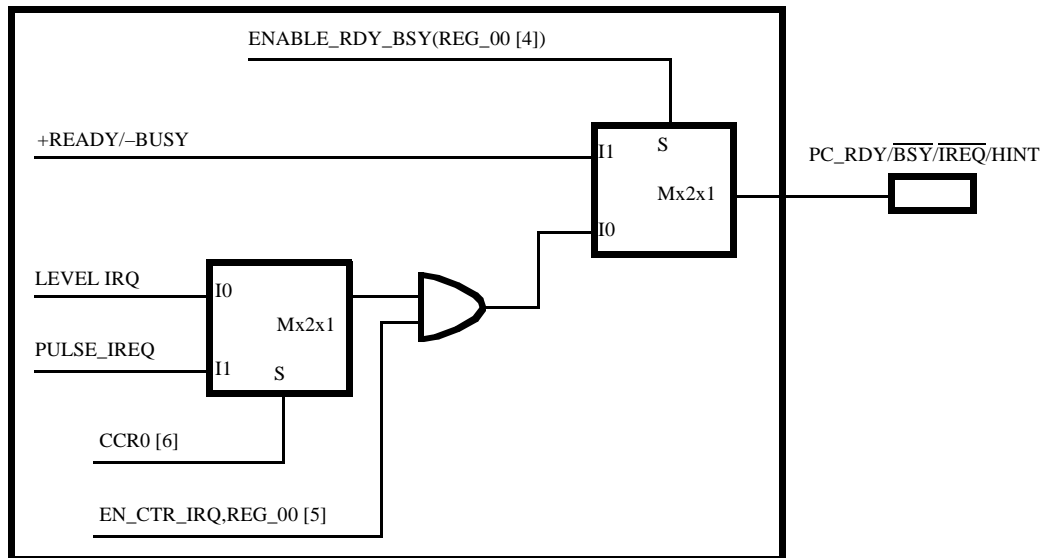 ENABLE_RDY_BSY(REG_00 [4])
+READY/–BUSY
I1
S
Mx2x1
I0
PC_RDY/BSY/IREQ/HINT
LEVEL IRQ
I0
Mx2x1
PULSE_IREQ
I1
S
CCR0 [6]
EN_CTR_IRQ,REG_00 [5]